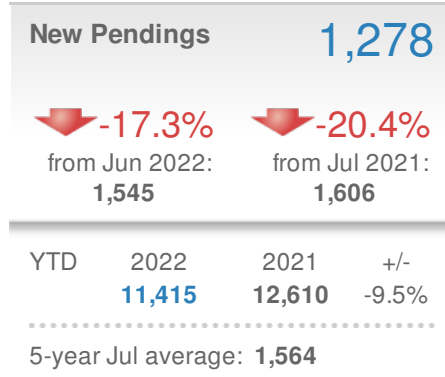 New Pendings 1,278
-17.3% -20.4%
from Jun 2022: from Jul 2021:
1,545 1,606
YTD 2022 2021 +/-
11,415 12,610 -9.5%
5-year Jul average: 1,564